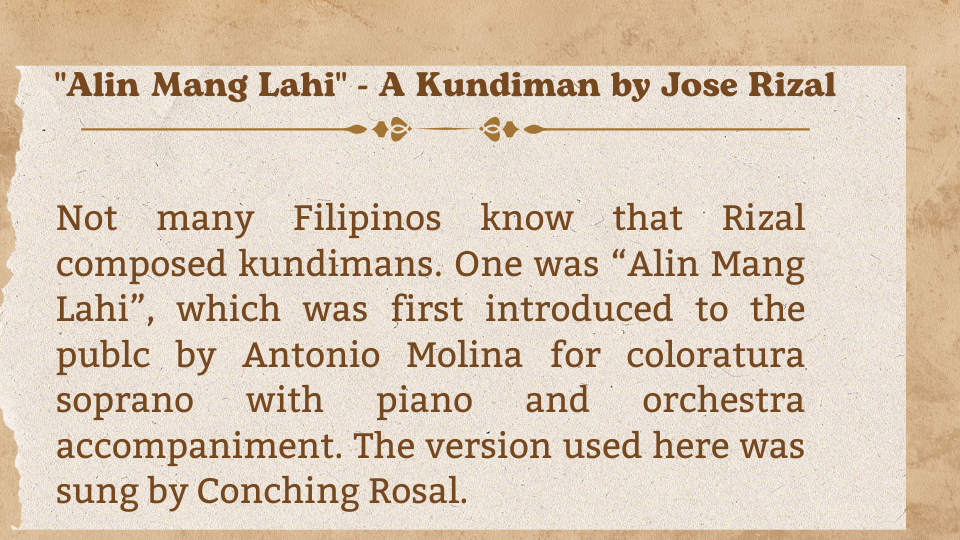 "Alin Mang Lahi" - A Kundiman by Jose Rizal
Not many Filipinos know that Rizal
composed kundimans. One was “Alin Mang
Lahi”, which was first introduced to the
publc by Antonio Molina for coloratura
soprano with piano and orchestra
accompaniment. The version used here was
sung by Conching Rosal.